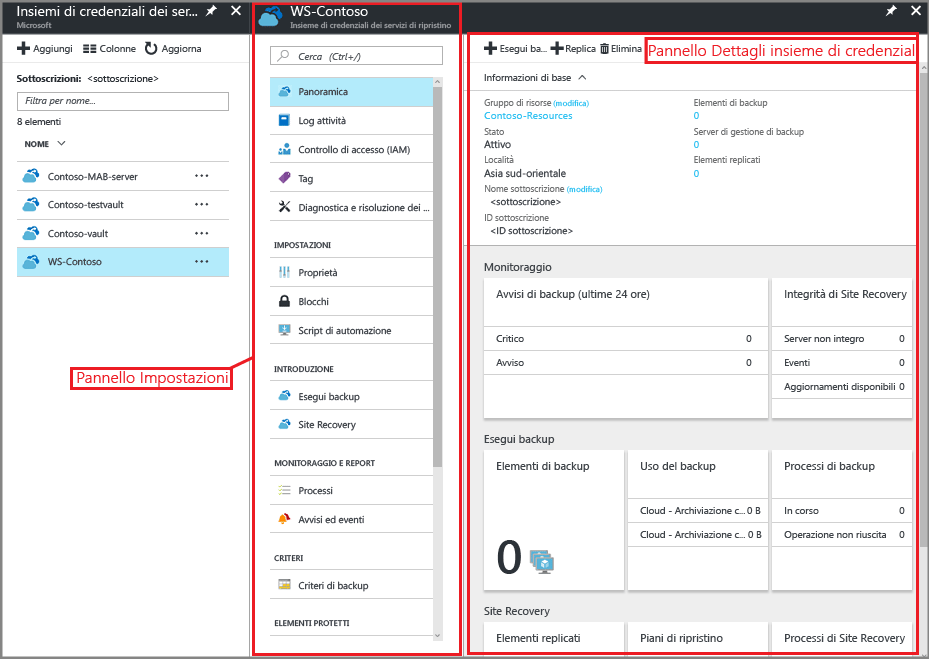 Insiemi di credenziali dei ser...
Microsoft
Aggiungi
Colonne
Aggiorna
Sottoscrizioni: <sottoscrizione>
Filtra per nome...
8 elementi
NOME
Contoso-MAB-server
Contoso-testvault
Contoso-vault
WS-Contoso
Pannello Impostazioni
WS-Contoso
Insieme di credenziali dei servizi di ripristino
Cerca (Ctrl+/)
Panoramica
Log attività
Controllo di accesso (IAM)
Tag
Diagnostica e risoluzione dei ...
IMPOSTAZIONI
Proprietà
Blocchi
Script di automazione
INTRODUZIONE
Esegui backup
Site Recovery
MONITORAGGIO E REPORT
Processi
Avvisi ed eventi
CRITERI
Criteri di backup
ELEMENTI PROTETTI
Esegui ba...
Replica
Elimina
Pannello Dettagli insieme di credenzial
Informazioni di base
Gruppo di risorse (modifica)
Contoso-Resources
Stato
Attivo
Località
Asia sud-orientale
Nome sottoscrizione (modifica)
<sottoscrizione>
ID sottoscrizione
<ID sottoscrizione>
Elementi di backup
0
Server di gestione di backup
0
Elementi replicati
0
Monitoraggio
Avvisi di backup (ultime 24 ore)
Critico 0
Avviso 0
Integrità di Site Recovery
Server non integro 0
Eventi 0
Aggiornamenti disponibili 0
Esegui backup
Elementi di backup
0
Uso del backup
Cloud - Archiviazione c... 0 B
Cloud - Archiviazione c... 0 B
Processi di backup
In corso 0
Operazione non riuscita 0
Site Recovery
Elementi replicati
Piani di ripristino
Processi di Site Recovery